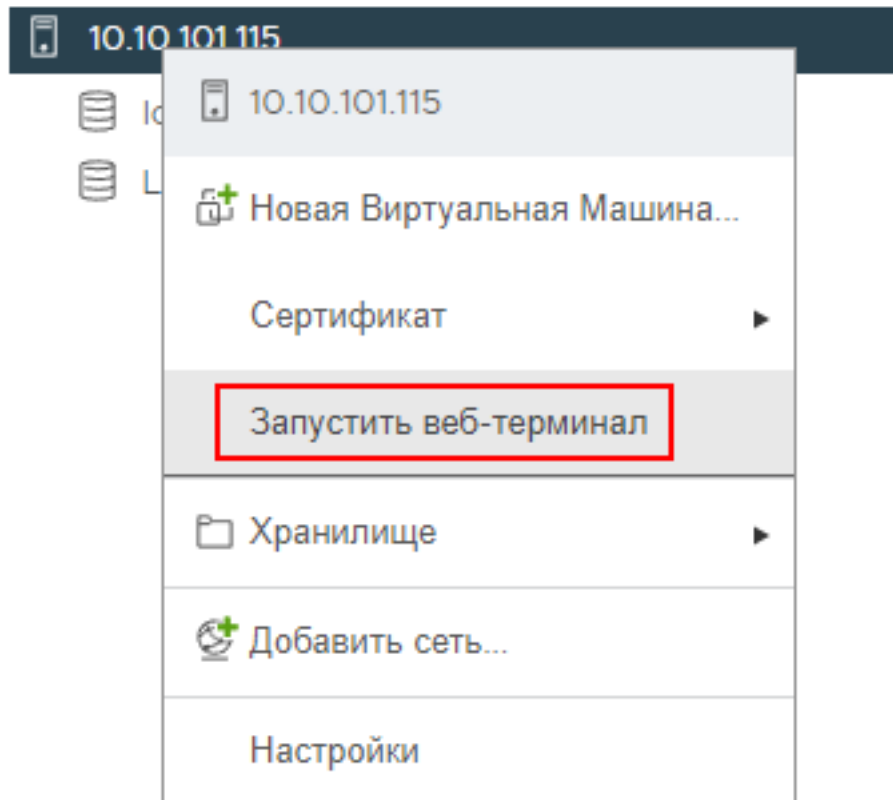 10.10.101.115
10.10.101.115
Новая Виртуальная Машина...
Сертификат
Запустить веб-терминал
Хранилище
Добавить сеть...
Настройки